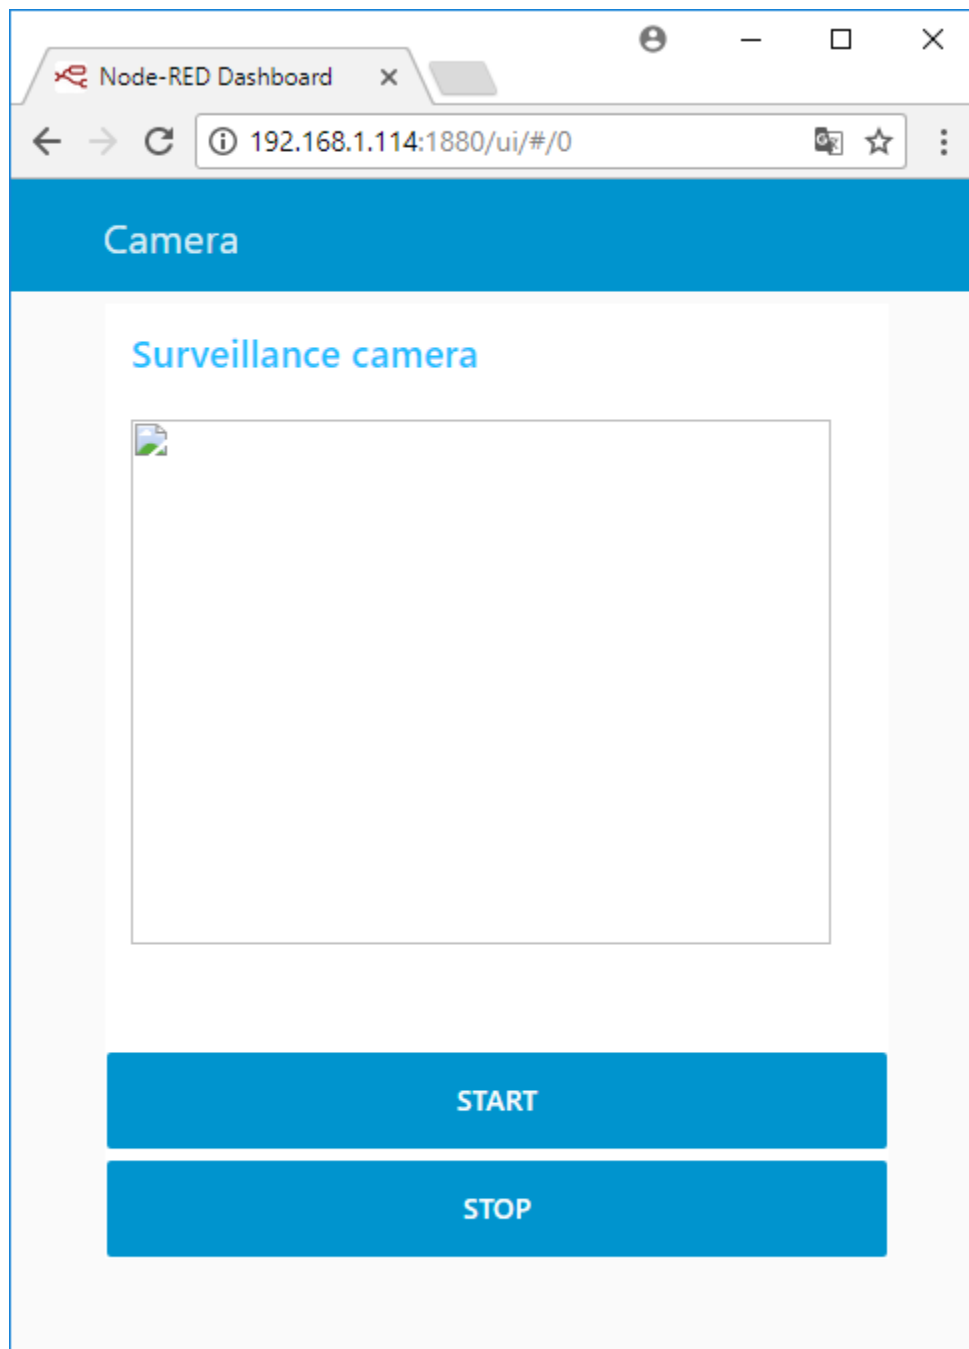 Node-RED Dashboard
192.168.1.114:1880/ui/#/0
Camera
Surveillance camera
START
STOP